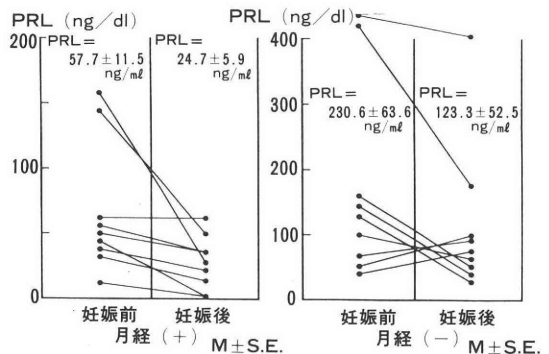 PRL (ng/dl)
200
100
0
PRL=
57.7±11.5
ng/mℓ
PRL=
24.7±5.9
ng/mℓ
妊娠前
妊娠後
月経 (+)
M±S.E.
PRL (ng/dl)
400
300
200
100
0
PRL=
230.6±63.6
ng/mℓ
PRL=
123.3±52.5
ng/mℓ
妊娠前
妊娠後
月経 (−)